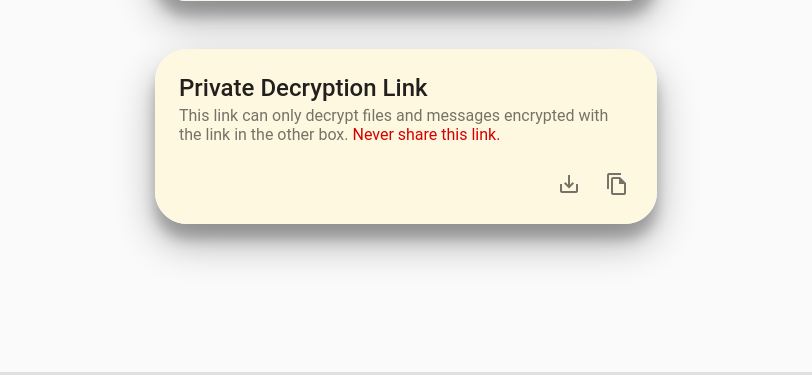 Private Decryption Link
This link can only decrypt files and messages encrypted with
the link in the other box. Never share this link.